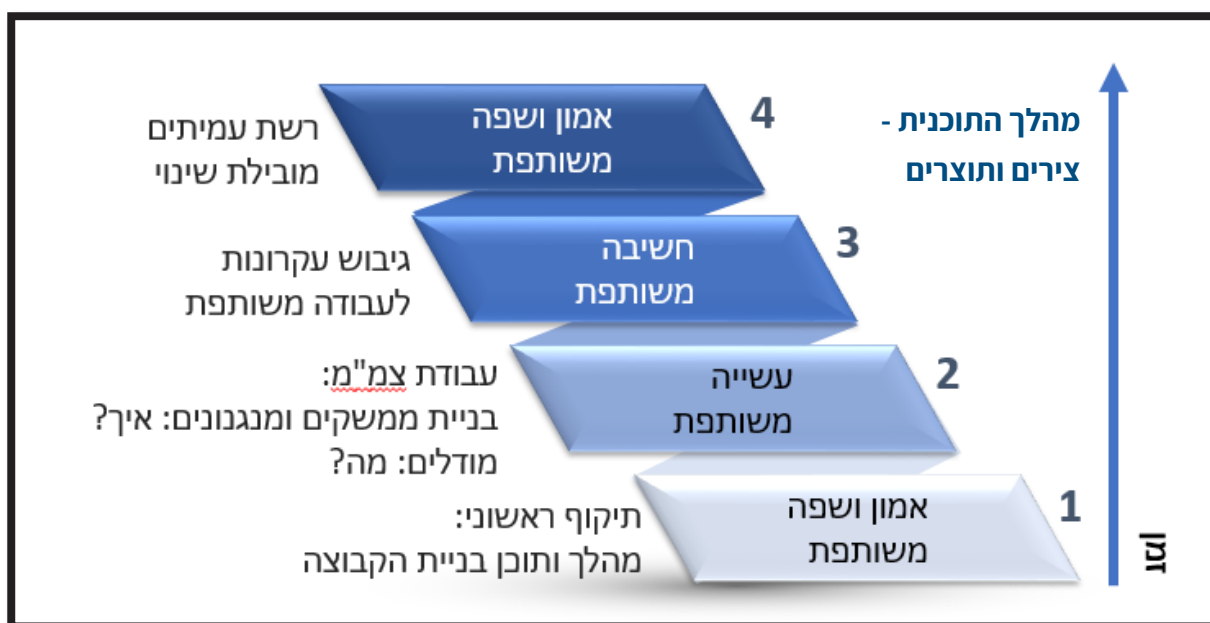 מהלך התוכנית -
צירים ותוצרים
זמן
4
אמון ושפה
משותפת
רשת עמיתים
מובילת שינוי
3
חשיבה
משותפת
גיבוש עקרונות
לעבודה משותפת
2
עשייה
משותפת
עבודת צמ"מ:
בניית ממשקים ומנגנונים: איך?
מודלים: מה?
1
אמון ושפה
משותפת
תיקוף ראשוני:
מהלך ותוכן בניית הקבוצה